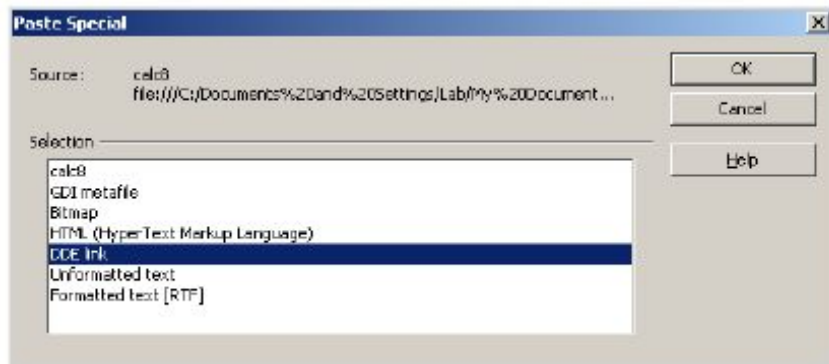 Paste Special
Source: calc8
file:///C:/Documents%20and%20Settings/Lab/My%20Document...
OK
Cancel
Help
Selection
calc8
GDI metafile
Bitmap
HTML (HyperText Markup Language)
DDE link
Unformatted text
Formatted text [RTF]